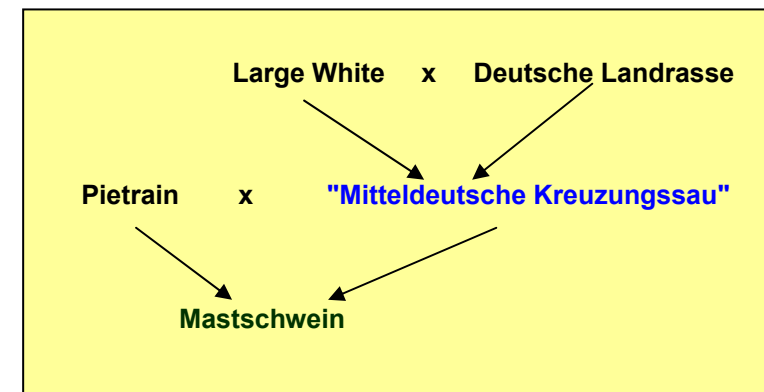 Large White x Deutsche Landrasse
Pietrain x "Mitteldeutsche Kreuzungssau"
Mastschwein